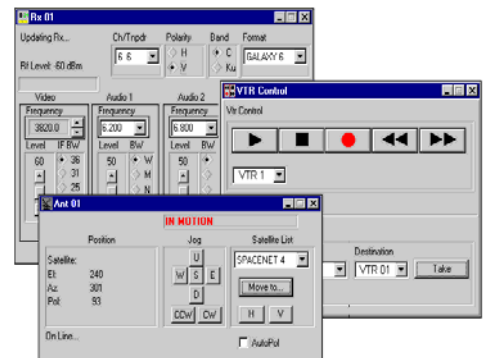 Rx 01
Updating Rx...
Ch/Trnpdr
Polarity
Band
Format
6 6
H
V
C
Ku
GALAXY 6
Rf Level: -60 dBm
Video
Audio 1
Audio 2
Frequency
Frequency
Frequency
3820.0
6.200
6.800
Level
IF BW
Level
BW
Level
BW
60
36
31
25
50
W
M
N
50
VTR Control
Vtr Control
VTR 1
Destination
VTR 01
Take
Ant 01
IN MOTION
Position
Jog
Satellite List
Satellite:
El: 240
Az: 301
Pol: 93
U
W
S
E
D
CCW
CW
SPACENET 4
Move to...
H
V
On Line...
AutoPol